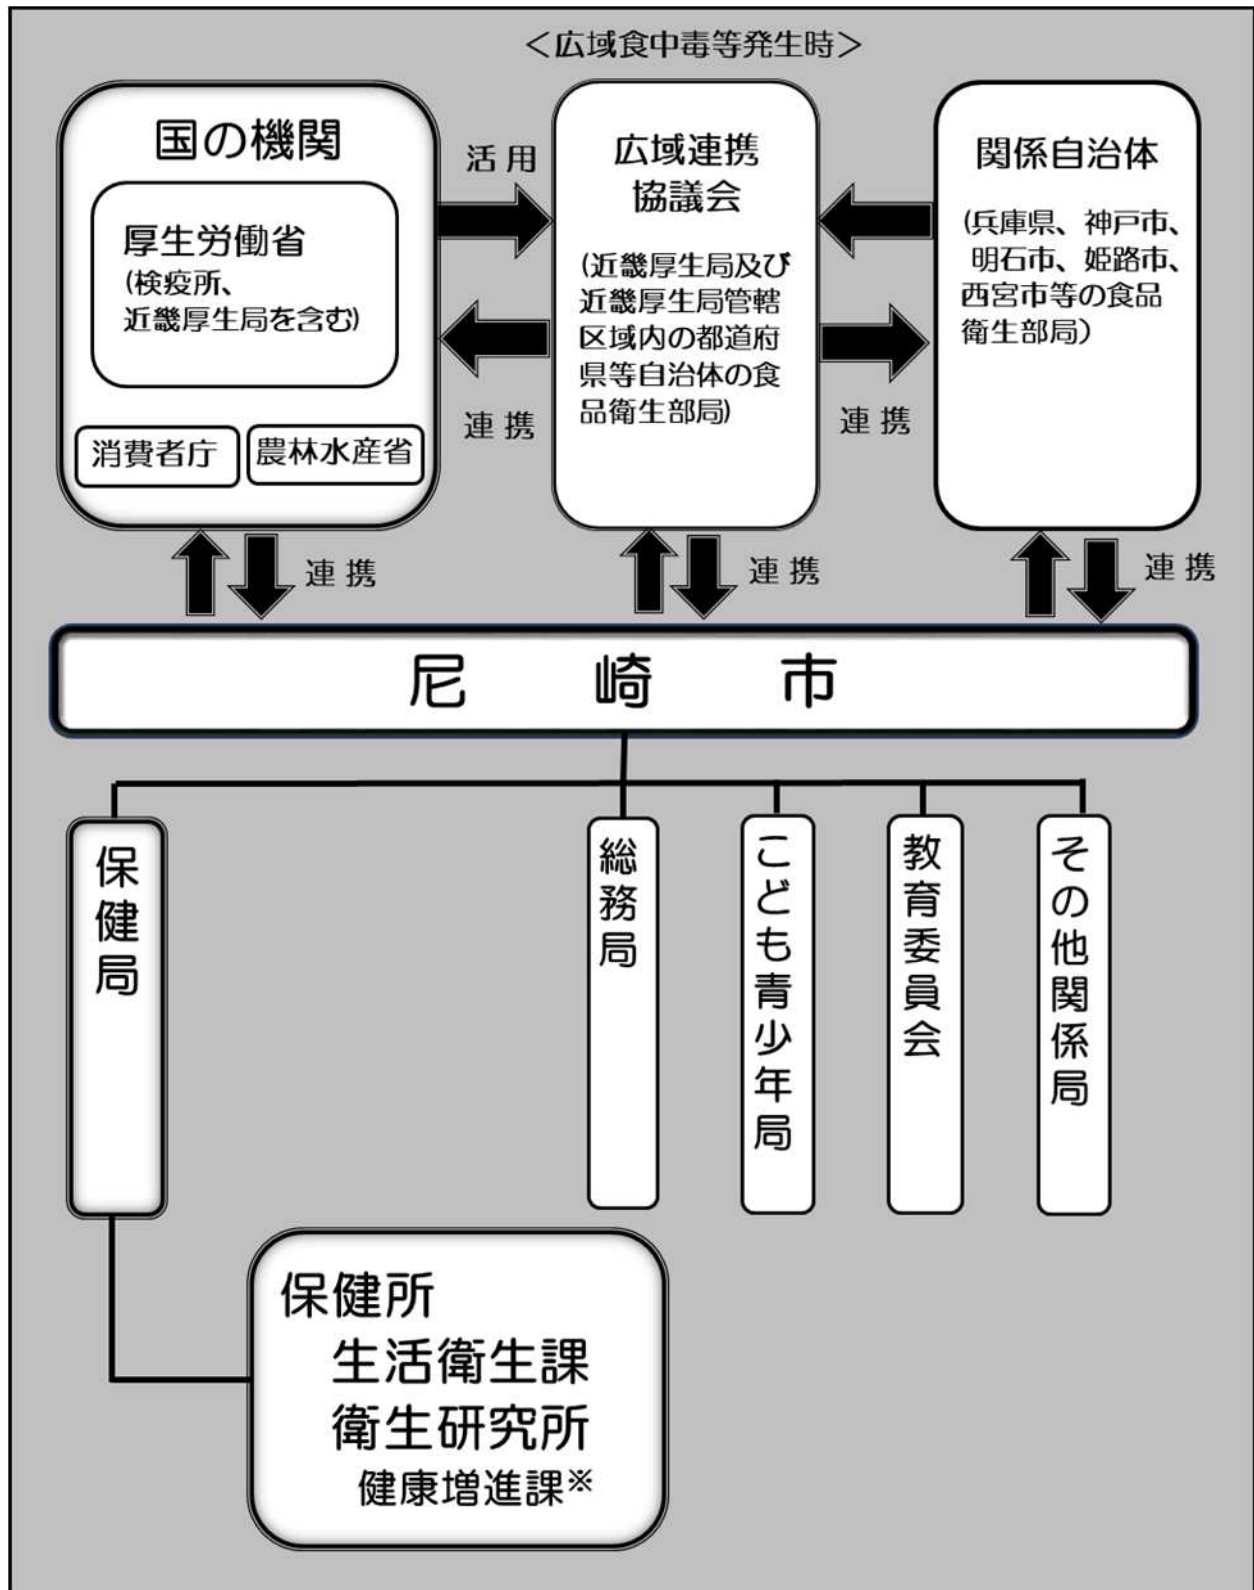 ＜広域食中毒等発生時＞
国の機関
厚生労働省
(検疫所、
近畿厚生局を含む)
消費者庁
農林水産省
活用
連携
広域連携
協議会
(近畿厚生局及び
近畿厚生局管轄
区域内の都道府
県等自治体の食
品衛生部局)
連携
関係自治体
(兵庫県、神戸市、
明石市、姫路市、
西宮市等の食品
衛生部局）
連携
連携
連携
尼崎市
保健局
総務局
こども青少年局
教育委員会
その他関係局
保健所
生活衛生課
衛生研究所
健康増進課※